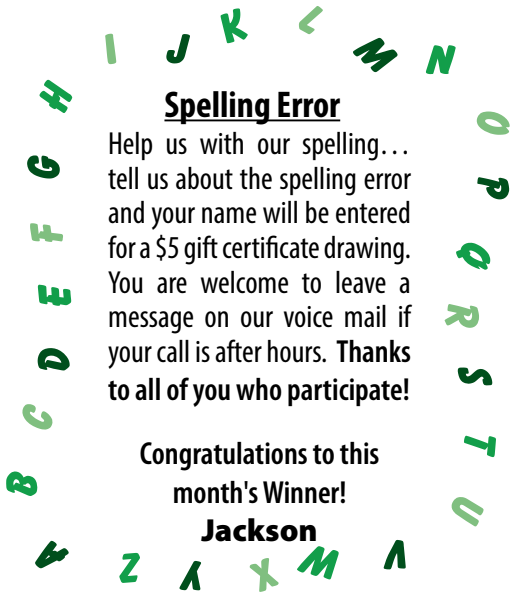 A B C D E F G H I J K L M N O P Q R S T U V W X Y Z
Spelling Error
Help us with our spelling…
tell us about the spelling error
and your name will be entered
for a $5 gift certificate drawing.
You are welcome to leave a
message on our voice mail if
your call is after hours. Thanks
to all of you who participate!
Congratulations to this
month's Winner!
Jackson